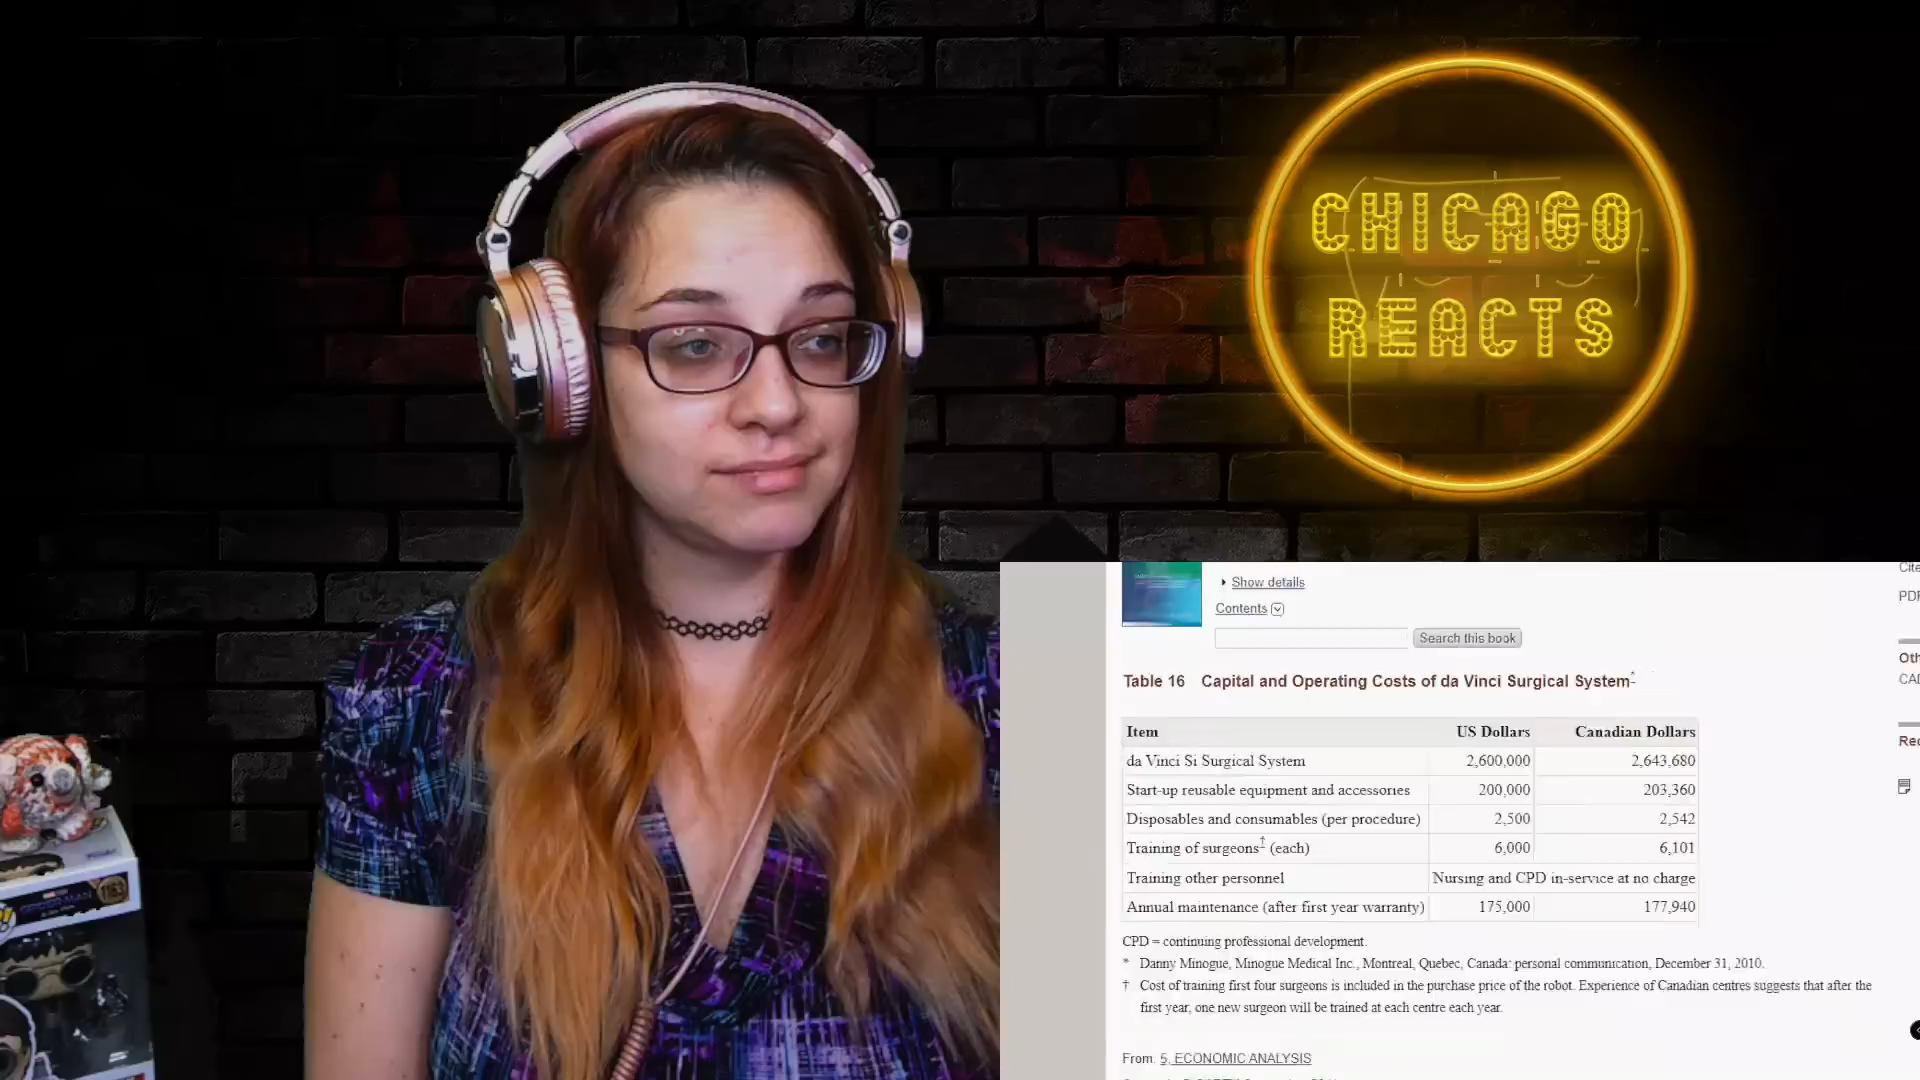 CHICAGO
REACTS
Show details
Contents
Search this book
Table 16 Capital and Operating Costs of da Vinci Surgical System*
Item US Dollars Canadian Dollars
da Vinci Si Surgical System 2,600,000 2,643,680
Start-up reusable equipment and accessories 200,000 203,360
Disposables and consumables (per procedure) 2,500 2,542
Training of surgeons† (each) 6,000 6,101
Training other personnel Nursing and CPD in-service at no charge
Annual maintenance (after first year warranty) 175,000 177,940
CPD = continuing professional development.
* Danny Minogue, Minogue Medical Inc., Montreal, Quebec, Canada: personal communication, December 31, 2010.
† Cost of training first four surgeons is included in the purchase price of the robot. Experience of Canadian centres suggests that after the
first year, one new surgeon will be trained at each centre each year.
From: 5, ECONOMIC ANALYSIS
SPIDER-MAN
1163